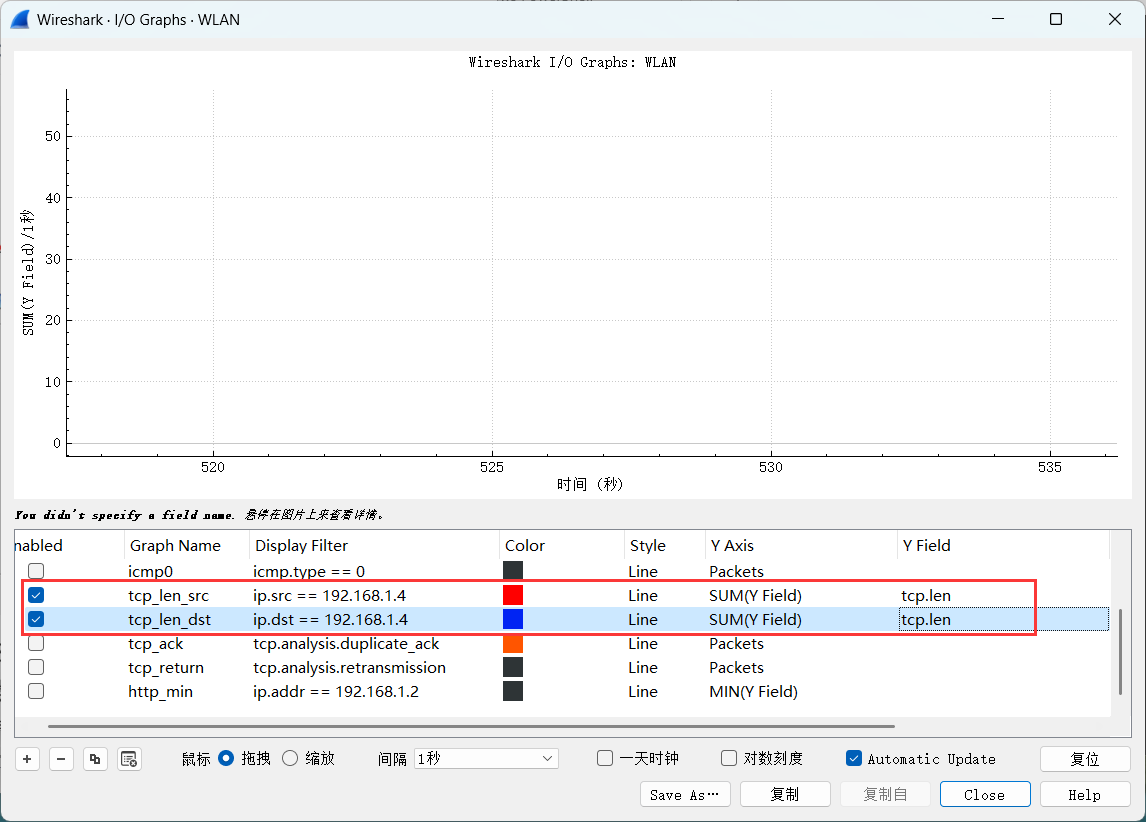 Wireshark · I/O Graphs · WLAN
Wireshark I/O Graphs: WLAN
SUM(Y Field)/1秒
50
40
30
20
10
0
520 525 530 535
时间 (秒)
You didn't specify a field name. 悬停在图片上来查看详情。
nabled Graph Name Display Filter Color Style Y Axis Y Field
icmp0 icmp.type == 0 Line Packets
tcp_len_src ip.src == 192.168.1.4 Line SUM(Y Field) tcp.len
tcp_len_dst ip.dst == 192.168.1.4 Line SUM(Y Field) tcp.len
tcp_ack tcp.analysis.duplicate_ack Line Packets
tcp_return tcp.analysis.retransmission Line Packets
http_min ip.addr == 192.168.1.2 Line MIN(Y Field)
鼠标 拖拽 缩放 间隔 1秒 一天时钟 对数刻度 Automatic Update 复位
Save As… 复制 复制自 Close Help